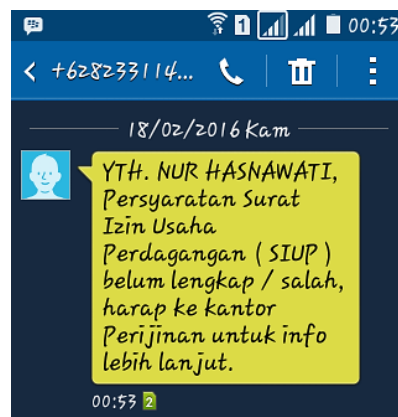 1 00:53
+628233114...
18/02/2016 Kam
YTH. NUR HASNAWATI,
Persyaratan Surat
Izin Usaha
Perdagangan ( SIUP )
belum lengkap / salah,
harap ke kantor
Perijinan untuk info
lebih lanjut.
00:53 2